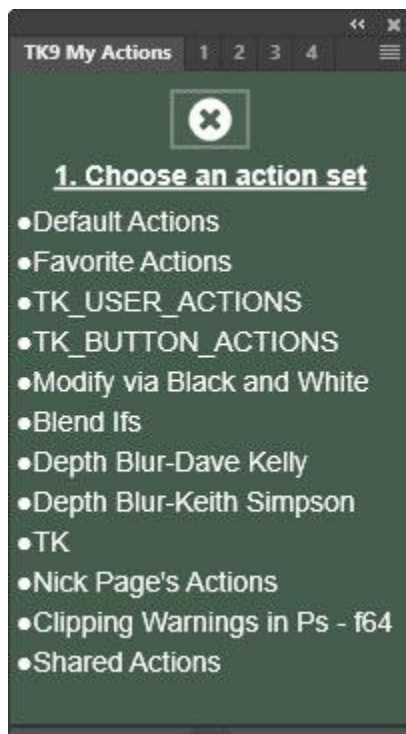 TK9 My Actions 1 2 3 4
1. Choose an action set
●Default Actions
●Favorite Actions
●TK_USER_ACTIONS
●TK_BUTTON_ACTIONS
●Modify via Black and White
●Blend Ifs
●Depth Blur-Dave Kelly
●Depth Blur-Keith Simpson
●TK
●Nick Page's Actions
●Clipping Warnings in Ps - f64
●Shared Actions